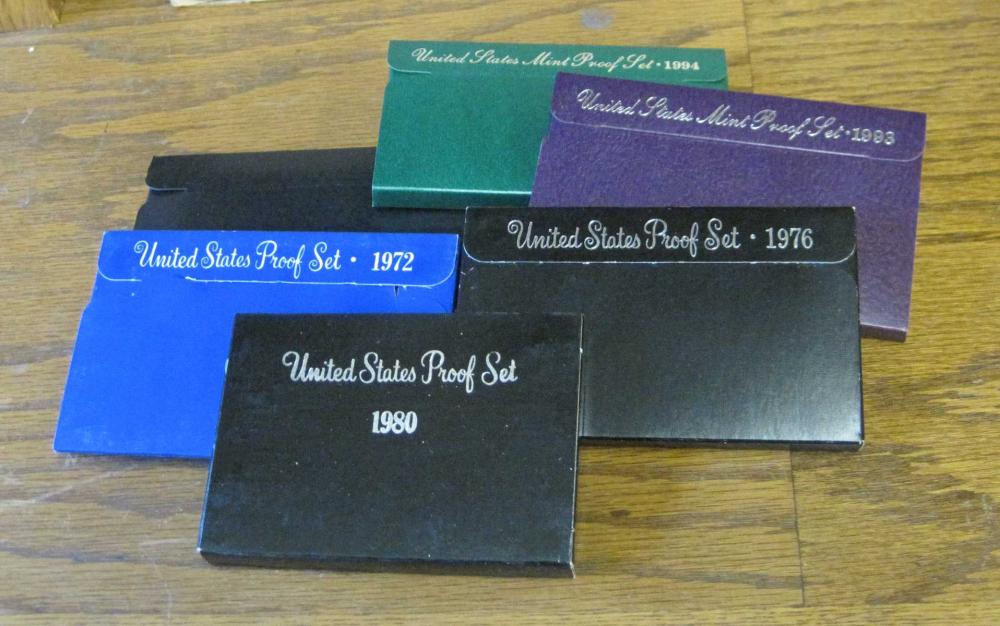 United States Mint Proof Set • 1994
United States Mint Proof Set • 1993
United States Proof Set • 1976
United States Proof Set • 1972
United States Proof Set
1980